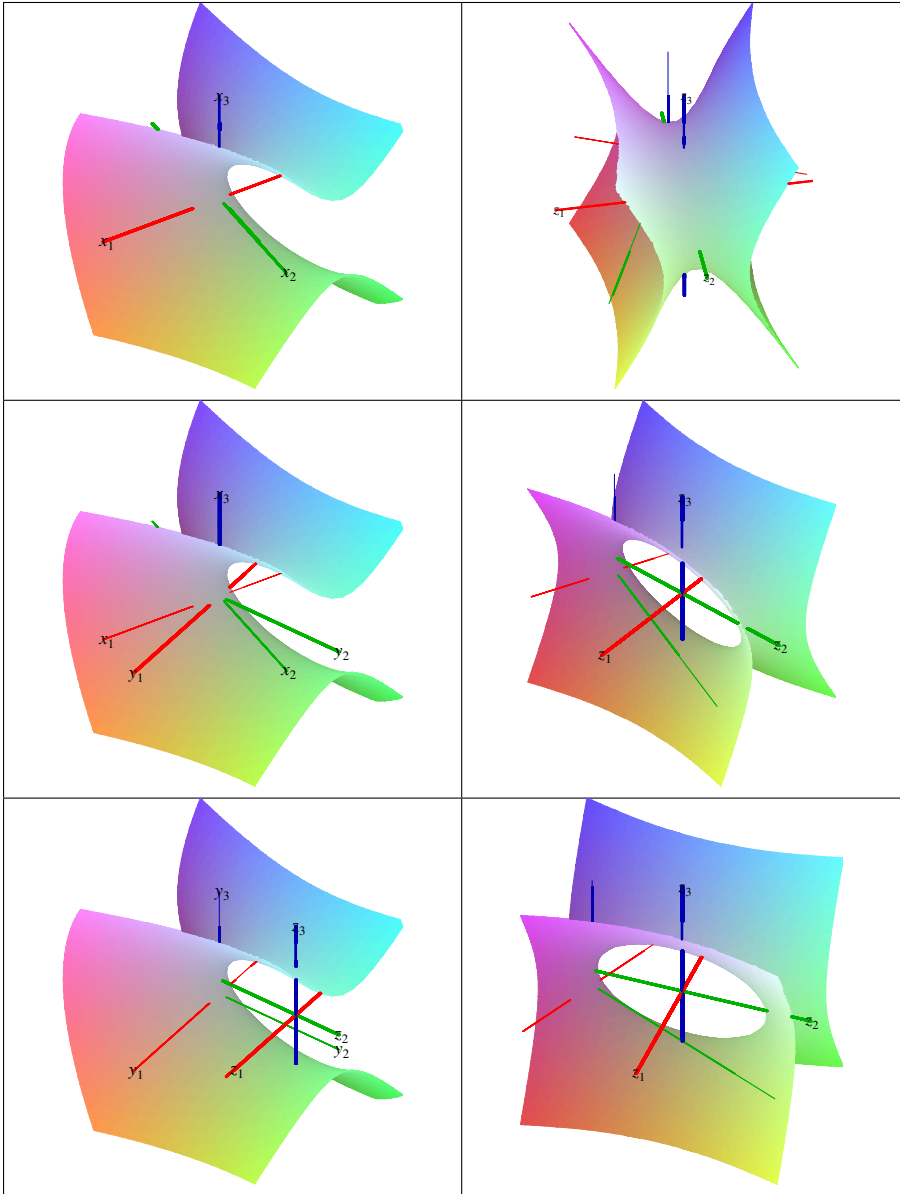 x₃
x₁
x₂
z₃
z₁
z₂
x₃
x₁
y₁
x₂
y₂
z₃
z₁
z₂
y₃
z₃
y₁
z₁
z₂
y₂
z₃
z₁
z₂